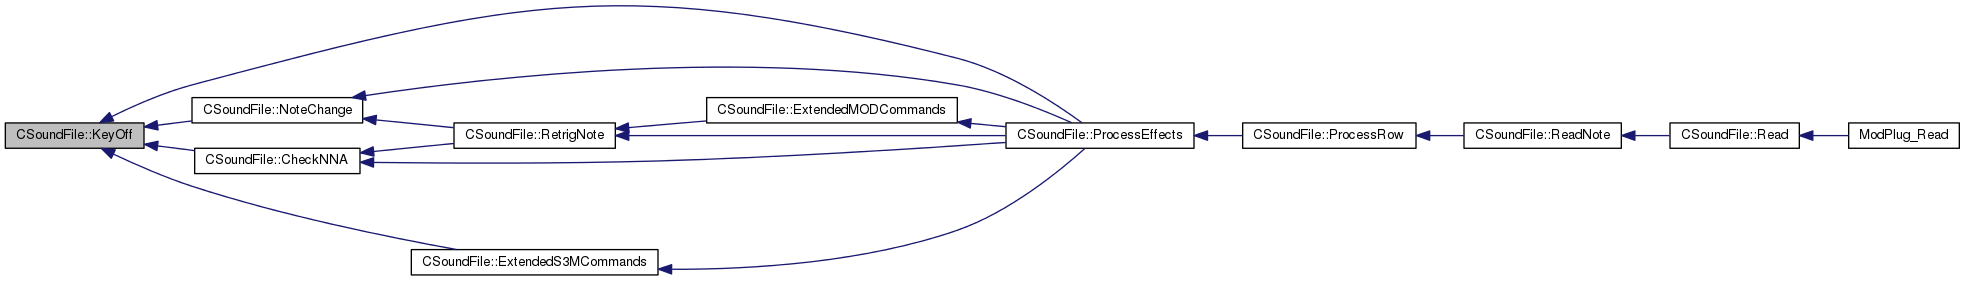 CSoundFile::KeyOff
CSoundFile::NoteChange
CSoundFile::CheckNNA
CSoundFile::ExtendedS3MCommands
CSoundFile::RetrigNote
CSoundFile::ExtendedMODCommands
CSoundFile::ProcessEffects
CSoundFile::ProcessRow
CSoundFile::ReadNote
CSoundFile::Read
ModPlug_Read